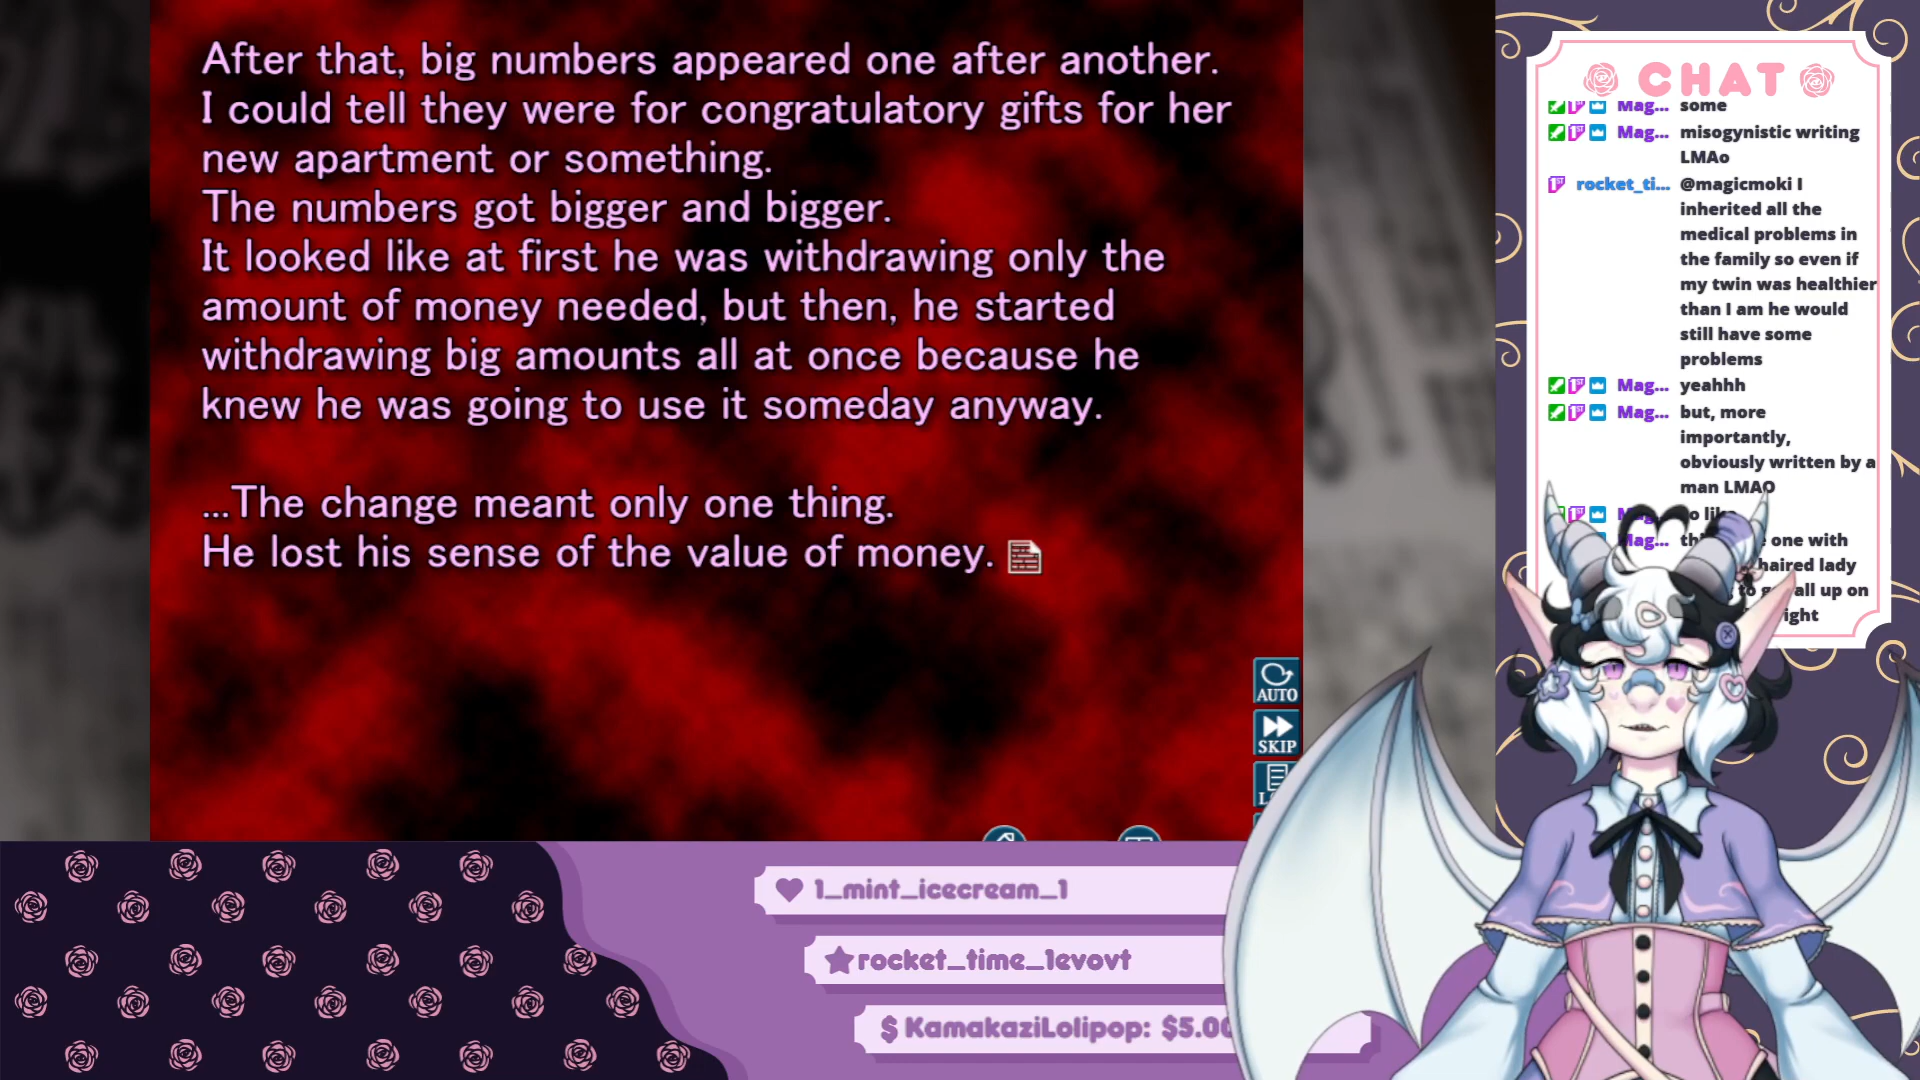 After that, big numbers appeared one after another.
I could tell they were for congratulatory gifts for her
new apartment or something.
The numbers got bigger and bigger.
It looked like at first he was withdrawing only the
amount of money needed, but then, he started
withdrawing big amounts all at once because he
knew he was going to use it someday anyway.
...The change meant only one thing.
He lost his sense of the value of money.
AUTO
SKIP
CHAT
Mag... some
Mag... misogynistic writing
LMAo
rocket_ti... @magicmoki I
inherited all the
medical problems in
the family so even if
my twin was healthier
than I am he would
still have some
problems
Mag... yeahhh
Mag... but, more
importantly,
obviously written by a
man LMAO
one with
haired lady
all up on
1_mint_icecream_1
rocket_time_1evovt
$ KamakaziLolipop: $5.00